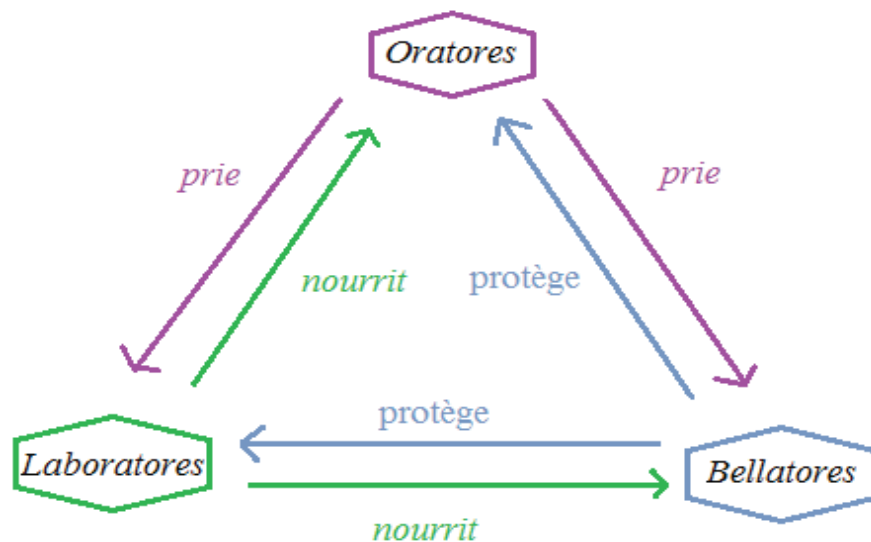 Oratores
prie
prie
nourrit
protège
protège
Laboratores
Bellatores
nourrit